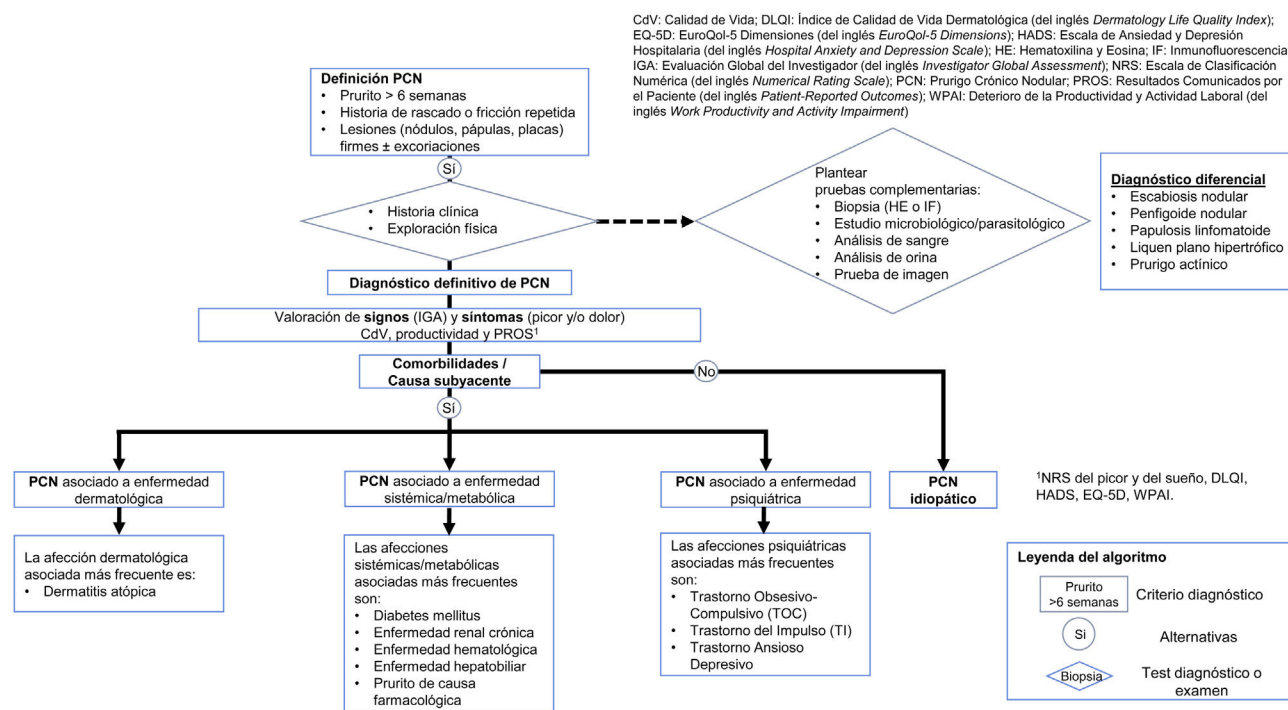 CdV: Calidad de Vida; DLQI: Índice de Calidad de Vida Dermatológica (del inglés Dermatology Life Quality Index);
EQ-5D: EuroQol-5 Dimensiones (del inglés EuroQol-5 Dimensions); HADS: Escala de Ansiedad y Depresión
Hospitalaria (del inglés Hospital Anxiety and Depression Scale); HE: Hematoxilina y Eosina; IF: Inmunofluorescencia
IGA: Evaluación Global del Investigador (del inglés Investigator Global Assessment); NRS: Escala de Clasificación
Numérica (del inglés Numerical Rating Scale); PCN: Prurigo Crónico Nodular; PROS: Resultados Comunicados por
el Paciente (del inglés Patient-Reported Outcomes); WPAI: Deterioro de la Productividad y Actividad Laboral (del
inglés Work Productivity and Activity Impairment)
Definición PCN
• Prurito > 6 semanas
• Historia de rascado o fricción repetida
• Lesiones (nódulos, pápulas, placas)
firmes ± excoriaciones
Sí
• Historia clínica
• Exploración física
Plantear
pruebas complementarias:
• Biopsia (HE o IF)
• Estudio microbiológico/parasitológico
• Análisis de sangre
• Análisis de orina
• Prueba de imagen
Diagnóstico diferencial
• Escabiosis nodular
• Penfigoide nodular
• Papulosis linfomatoide
• Liquen plano hipertrófico
• Prurigo actínico
Diagnóstico definitivo de PCN
Valoración de signos (IGA) y síntomas (picor y/o dolor)
CdV, productividad y PROS¹
Comorbilidades /
Causa subyacente
No
Sí
PCN asociado a enfermedad
dermatológica
PCN asociado a enfermedad
sistémica/metabólica
PCN asociado a enfermedad
psiquiátrica
PCN
idiopático
¹NRS del picor y del sueño, DLQI,
HADS, EQ-5D, WPAI.
La afección dermatológica
asociada más frecuente es:
• Dermatitis atópica
Las afecciones
sistémicas/metabólicas
asociadas más frecuentes
son:
• Diabetes mellitus
• Enfermedad renal crónica
• Enfermedad hematológica
• Enfermedad hepatobiliar
• Prurito de causa
farmacológica
Las afecciones psiquiátricas
asociadas más frecuentes
son:
• Trastorno Obsesivo-
Compulsivo (TOC)
• Trastorno del Impulso (TI)
• Trastorno Ansioso
Depresivo
Leyenda del algoritmo
Prurito
>6 semanas
Criterio diagnóstico
Si
Alternativas
Biopsia
Test diagnóstico o
examen